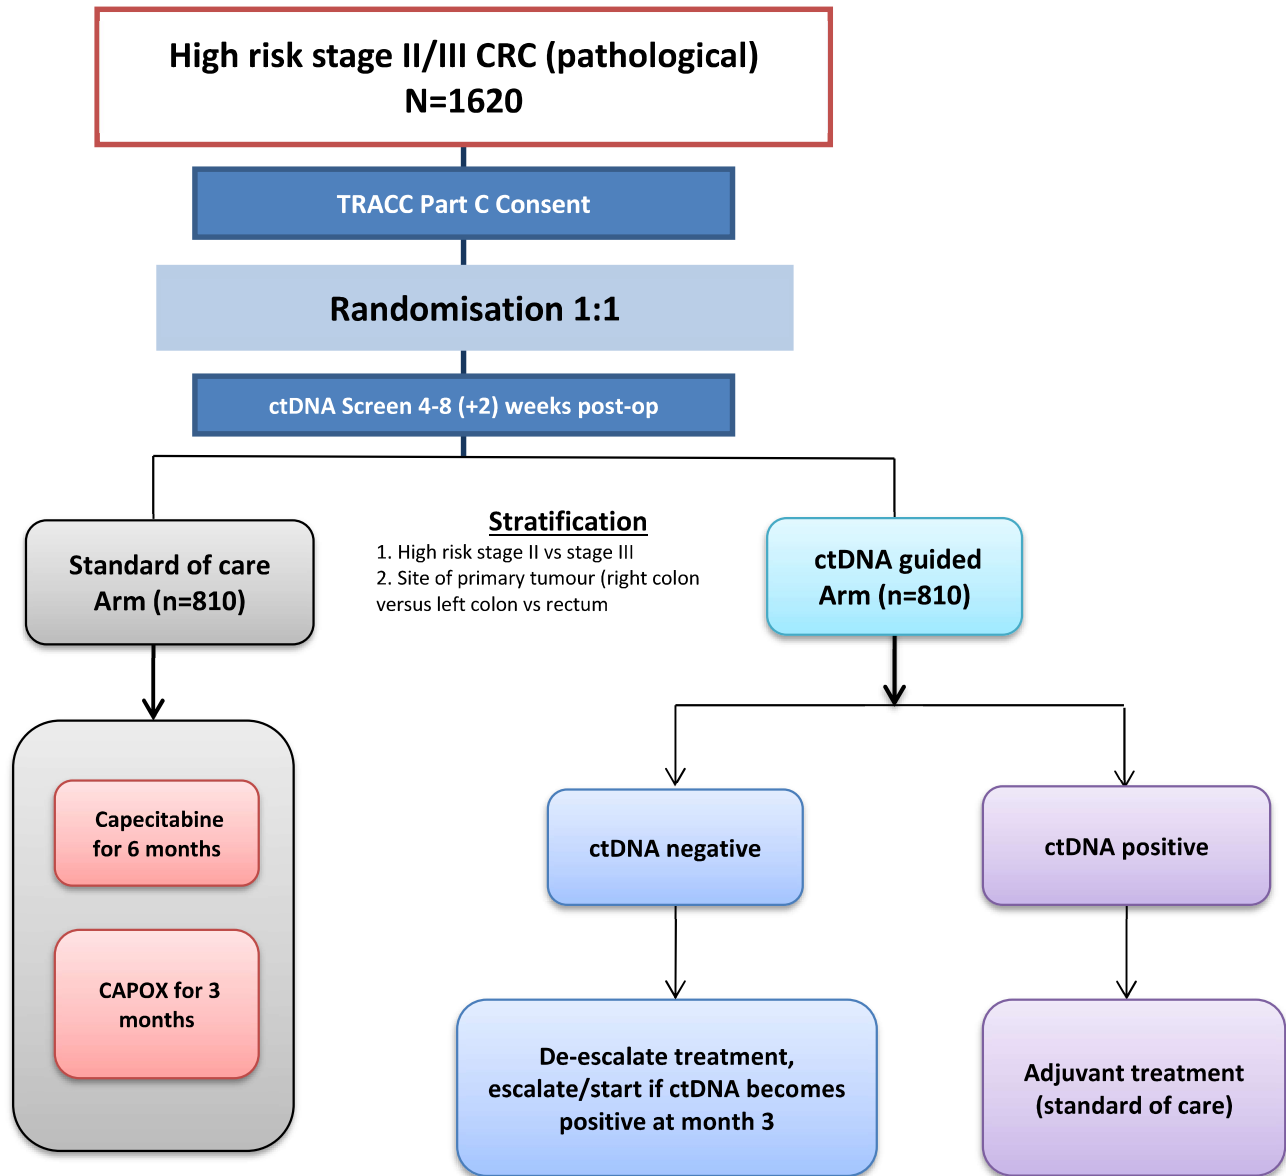 High risk stage II/III CRC (pathological)
N=1620
TRACC Part C Consent
Randomisation 1:1
ctDNA Screen 4-8 (+2) weeks post-op
Standard of care
Arm (n=810)
Stratification
1. High risk stage II vs stage III
2. Site of primary tumour (right colon
versus left colon vs rectum
ctDNA guided
Arm (n=810)
Capecitabine
for 6 months
CAPOX for 3
months
ctDNA negative
ctDNA positive
De-escalate treatment,
escalate/start if ctDNA becomes
positive at month 3
Adjuvant treatment
(standard of care)